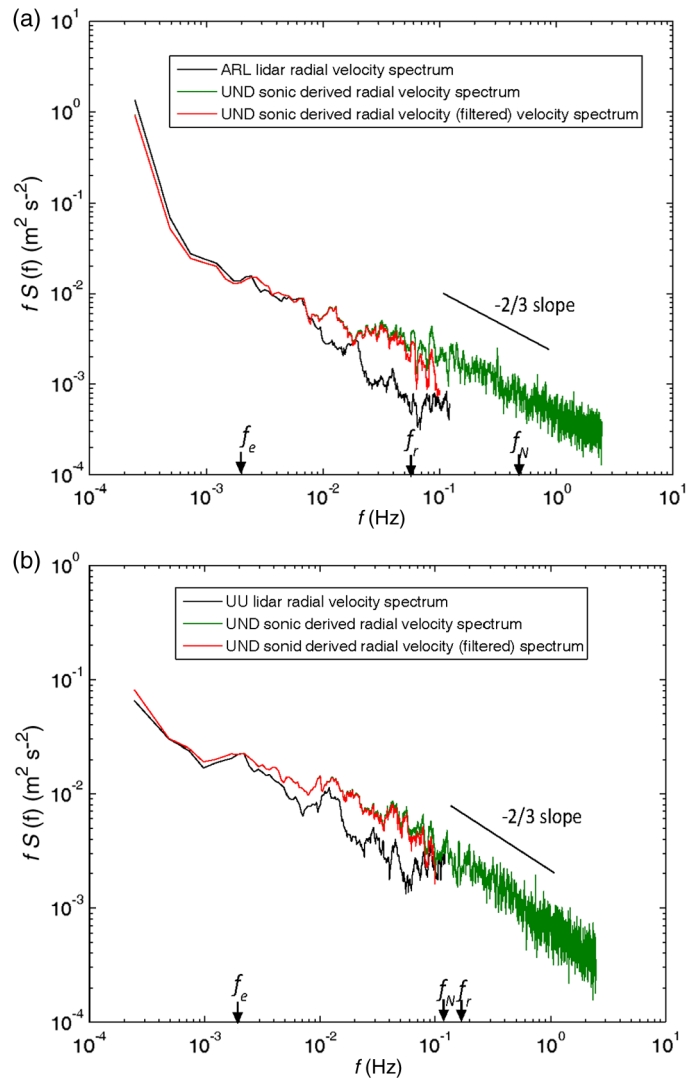 (a)
10^1
ARL lidar radial velocity spectrum
UND sonic derived radial velocity spectrum
UND sonic derived radial velocity (filtered) velocity spectrum
10^0
10^-1
f S (f) (m^2 s^-2)
10^-2
-2/3 slope
10^-3
f_e
f_r
f_N
10^-4
10^-4
10^-3
10^-2
10^-1
10^0
10^1
f (Hz)
(b)
10^0
UU lidar radial velocity spectrum
UND sonic derived radial velocity spectrum
UND sonid derived radial velocity (filtered) spectrum
10^-1
f S (f) (m^2 s^-2)
10^-2
-2/3 slope
10^-3
f_e
f_N
f_r
10^-4
10^-4
10^-3
10^-2
10^-1
10^0
10^1
f (Hz)